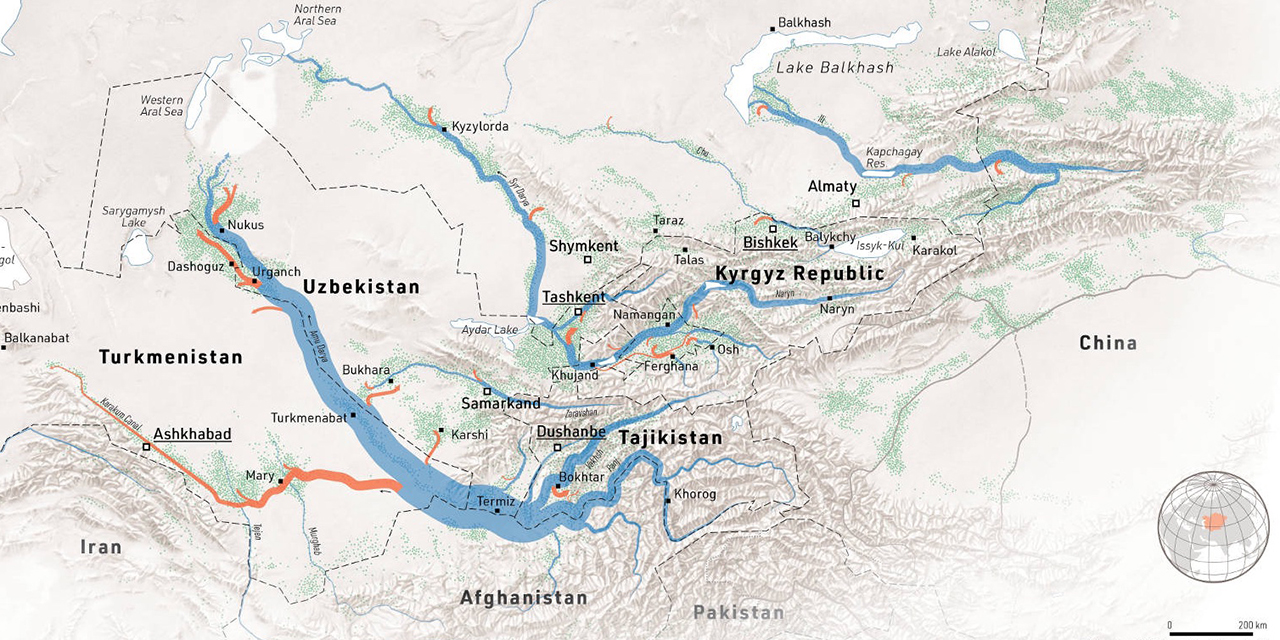 Northern
Aral Sea
Balkhash
Lake Balkhash
Lake Alakol
Western
Aral Sea
Kyzylorda
Ili
Chu
Kapchagay
Res.
Almaty
Syr Darya
Sarygamysh
Lake
Nukus
Taraz
Bishkek
Balykchy
Issyk-Kul
Karakol
Shymkent
Talas
gol
Dashoguz
Urganch
Uzbekistan
Kyrgyz Republic
Tashkent
Naryn
Naryn
enbashi
Namangan
Aydar Lake
Amu Darya
Balkanabat
Turkmenistan
China
Osh
Ferghana
Khujand
Bukhara
Samarkand
Zaravshan
Karakum Canal
Turkmenabat
Ashkhabad
Karshi
Dushanbe
Tajikistan
Vakhsh
Mary
Bokhtar
Termiz
Khorog
Tejen
Murghab
Iran
Afghanistan
Pakistan
0 200 km